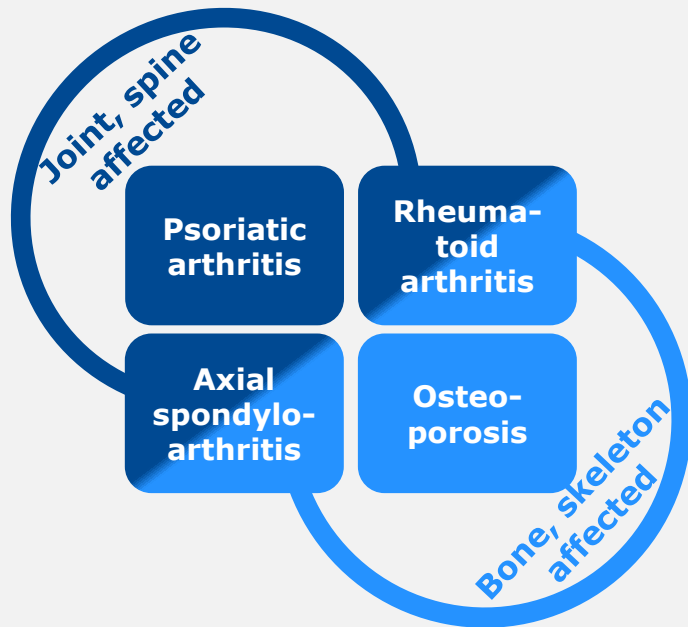 Joint, spine
affected
Psoriatic
arthritis
Rheuma-
toid
arthritis
Axial
spondylo-
arthritis
Osteo-
porosis
Bone, skeleton
affected